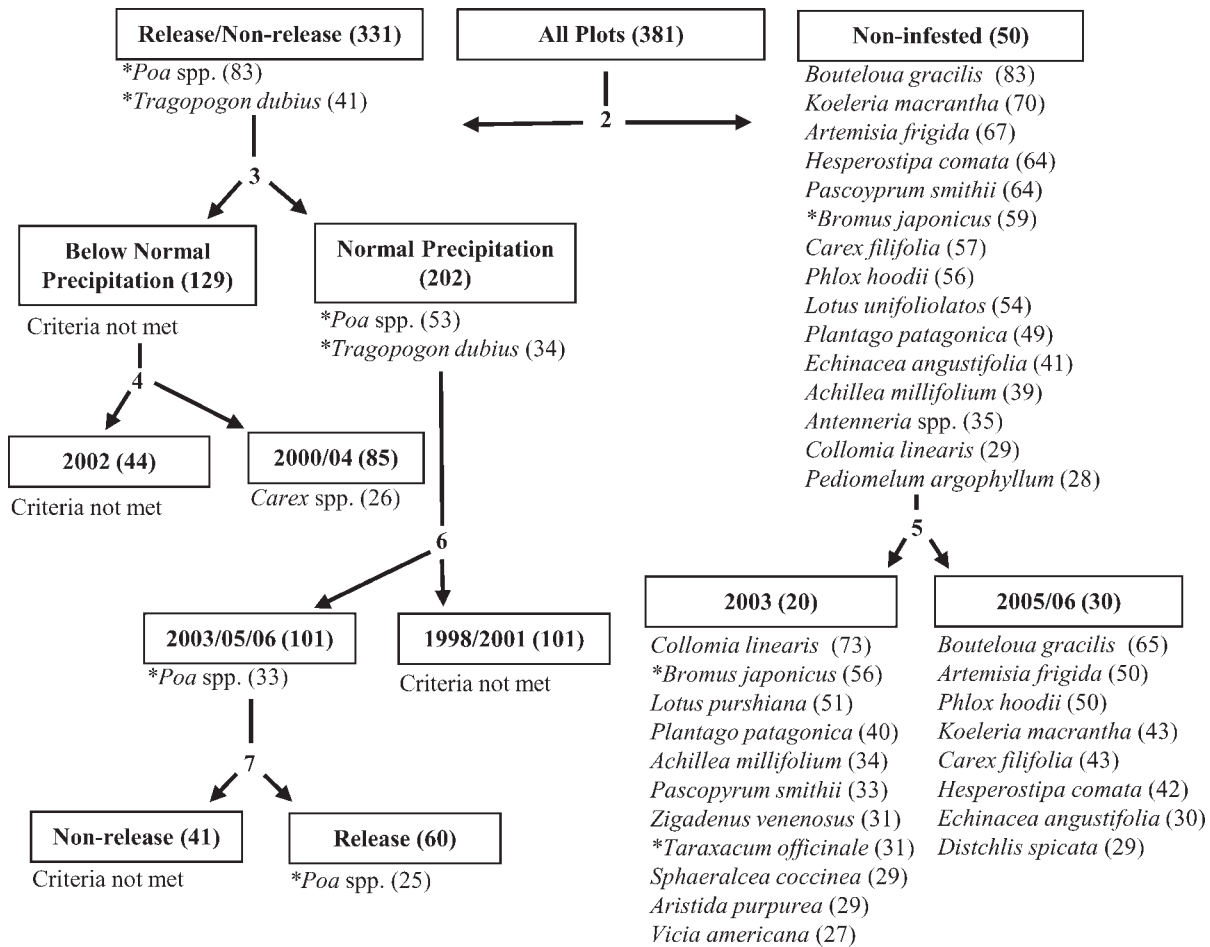 Release/Non-release (331)
*Poa spp. (83)
*Tragopogon dubius (41)
All Plots (381)
2
Non-infested (50)
Bouteloua gracilis (83)
Koeleria macrantha (70)
Artemisia frigida (67)
Hesperostipa comata (64)
Pascoyprum smithii (64)
*Bromus japonicus (59)
Carex filifolia (57)
Phlox hoodii (56)
Lotus unifoliolatos (54)
Plantago patagonica (49)
Echinacea angustifolia (41)
Achillea millifolium (39)
Antenneria spp. (35)
Collomia linearis (29)
Pediomelum argophyllum (28)
3
Below Normal
Precipitation (129)
Criteria not met
Normal Precipitation
(202)
*Poa spp. (53)
*Tragopogon dubius (34)
4
2002 (44)
Criteria not met
2000/04 (85)
Carex spp. (26)
6
2003/05/06 (101)
*Poa spp. (33)
1998/2001 (101)
Criteria not met
7
Non-release (41)
Criteria not met
Release (60)
*Poa spp. (25)
5
2003 (20)
Collomia linearis (73)
*Bromus japonicus (56)
Lotus purshiana (51)
Plantago patagonica (40)
Achillea millifolium (34)
Pascopyrum smithii (33)
Zigadenus venenosus (31)
*Taraxacum officinale (31)
Sphaeralcea coccinea (29)
Aristida purpurea (29)
Vicia americana (27)
2005/06 (30)
Bouteloua gracilis (65)
Artemisia frigida (50)
Phlox hoodii (50)
Koeleria macrantha (43)
Carex filifolia (43)
Hesperostipa comata (42)
Echinacea angustifolia (30)
Distchlis spicata (29)